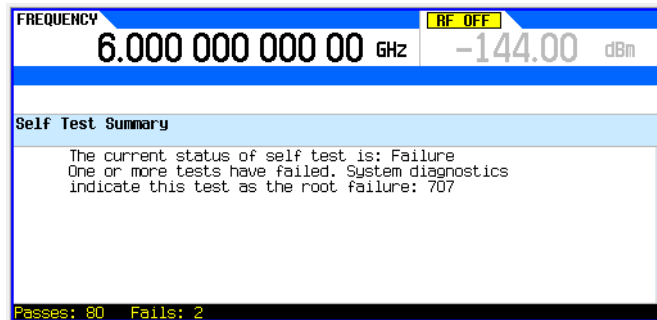 FREQUENCY
RF OFF
6.000 000 000 00 GHz
-144.00 dBm
Self Test Summary
The current status of self test is: Failure
One or more tests have failed. System diagnostics
indicate this test as the root failure: 707
Passes: 80 Fails: 2